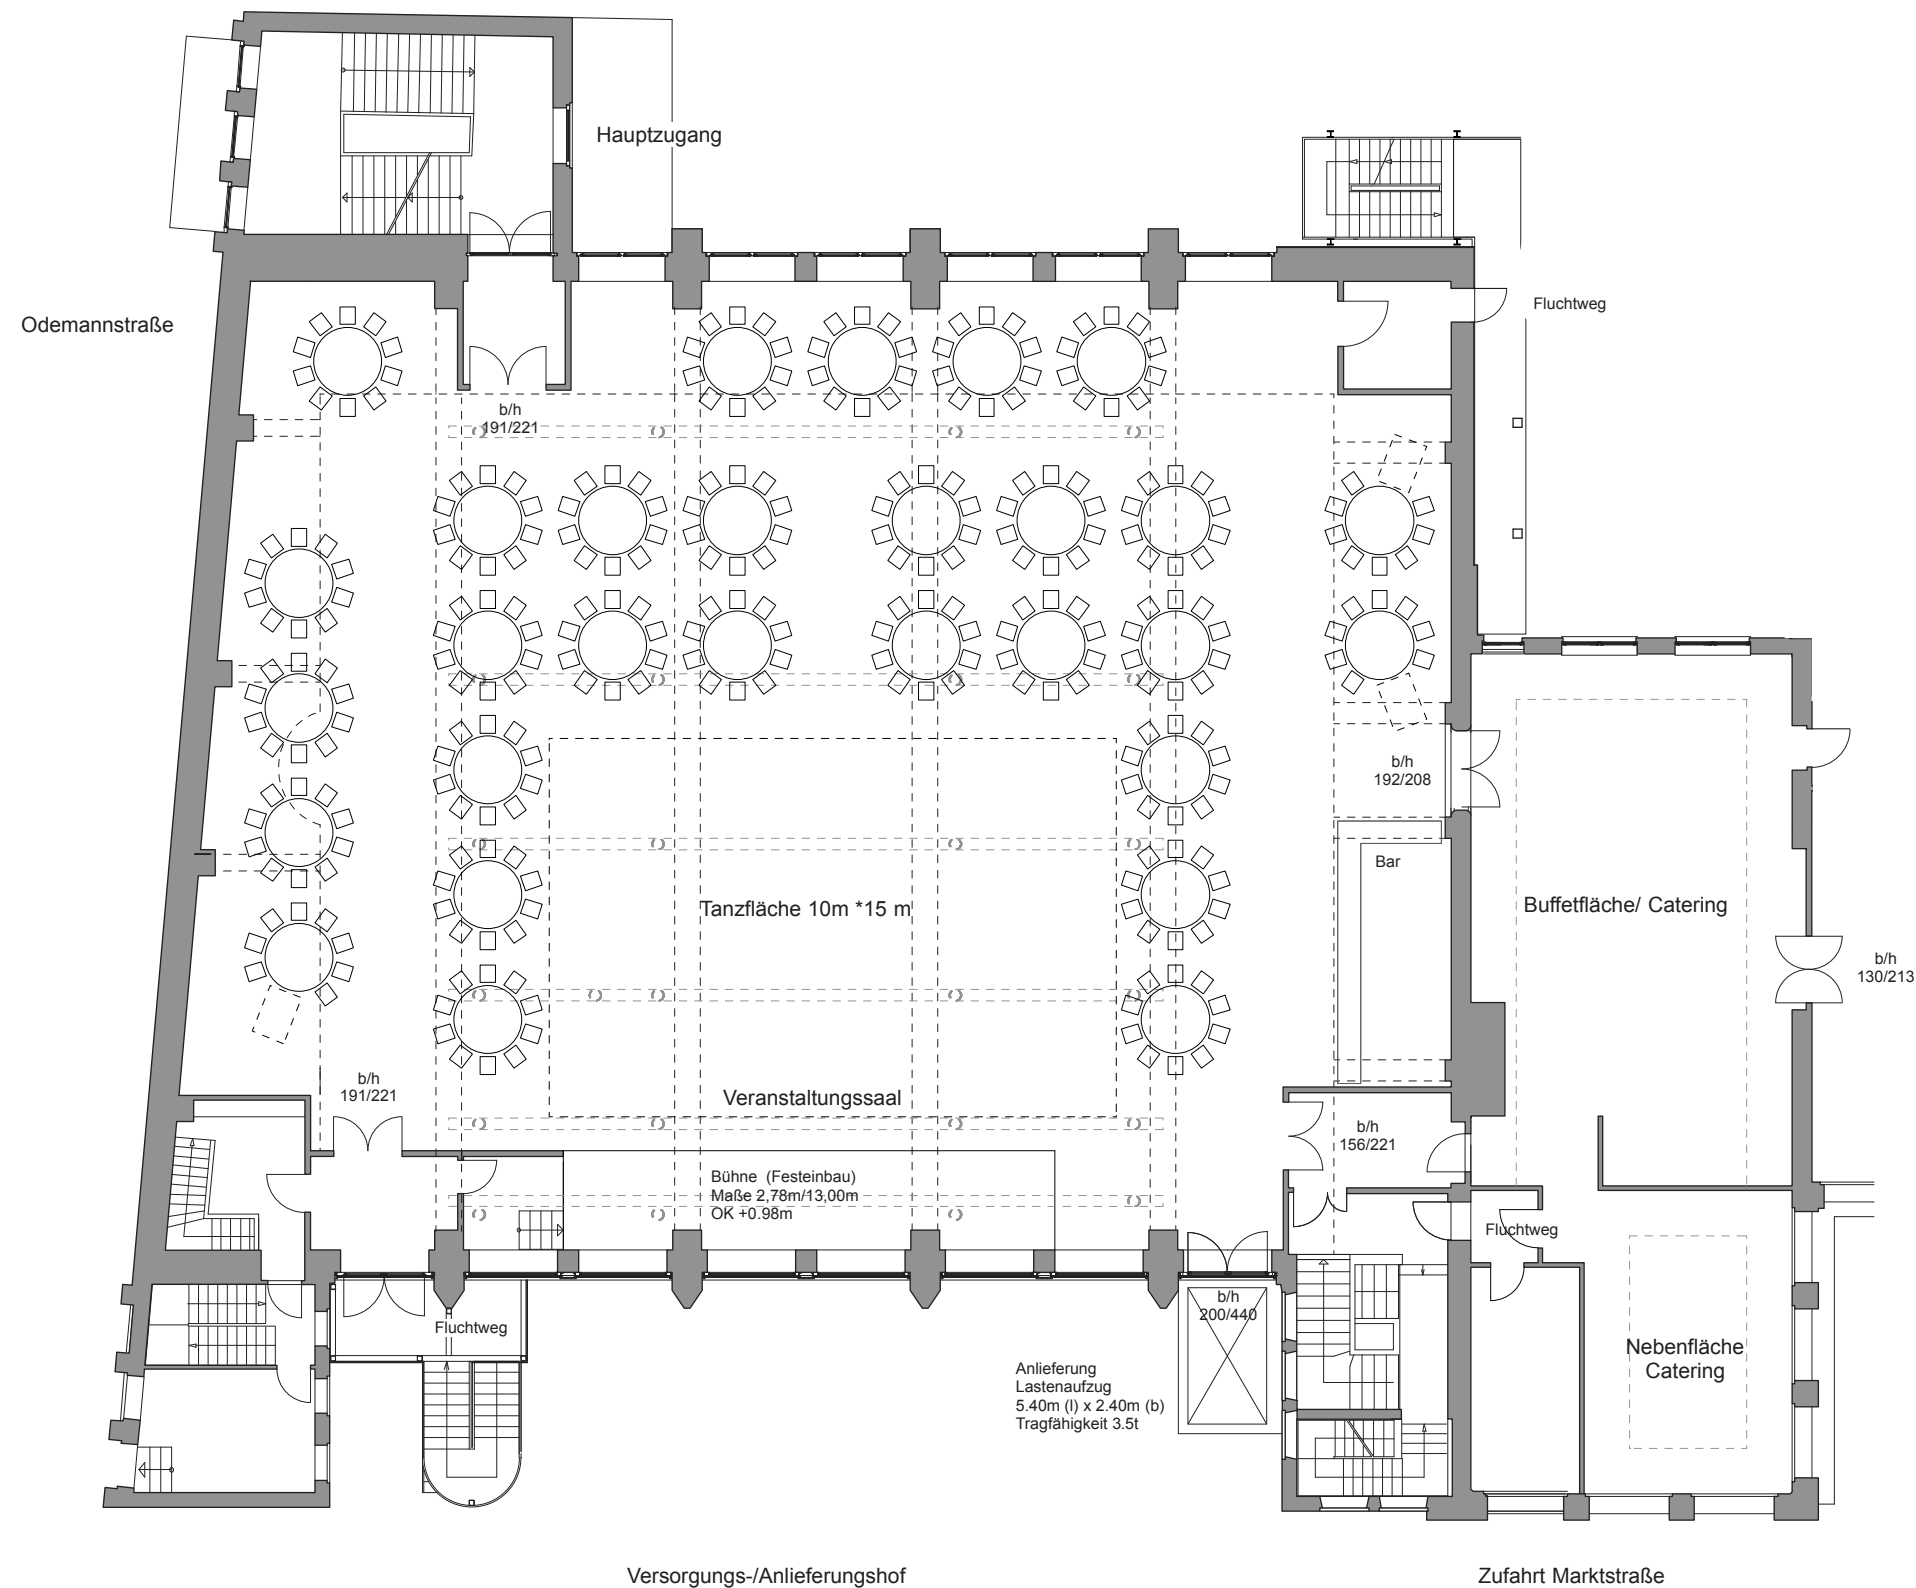 Hauptzugang
Fluchtweg
Odemannstraße
b/h
191/221
b/h
192/208
Bar
Buffetfläche/ Catering
Tanzfläche 10m *15 m
b/h
130/213
b/h
191/221
Veranstaltungssaal
b/h
156/221
Bühne  (Festeinbau)
Maße 2,78m/13,00m
OK +0.98m
Fluchtweg
b/h
200/440
Fluchtweg
Nebenfläche
Catering
Anlieferung
Lastenaufzug
5.40m (l) x 2.40m (b)
Tragfähigkeit 3.5t
Versorgungs-/Anlieferungshof
Zufahrt Marktstraße